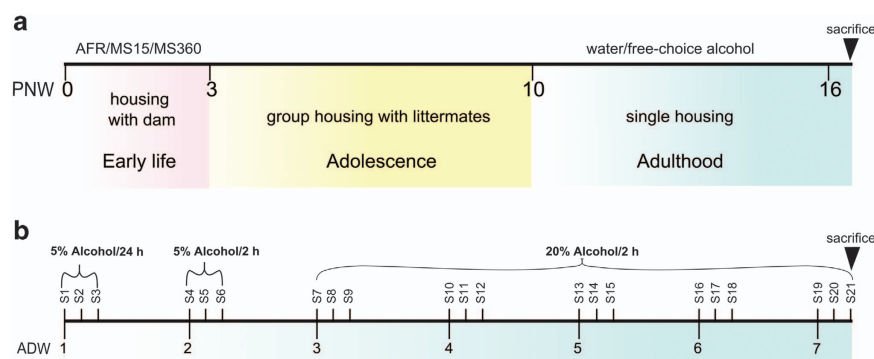 a
sacrifice
AFR/MS15/MS360
water/free-choice alcohol
PNW 0 3 10 16
housing
with dam
group housing with littermates
single housing
Early life
Adolescence
Adulthood
b
sacrifice
5% Alcohol/24 h
5% Alcohol/2 h
20% Alcohol/2 h
S1 S2 S3 S4 S5 S6 S7 S8 S9 S10 S11 S12 S13 S14 S15 S16 S17 S18 S19 S20 S21
ADW 1 2 3 4 5 6 7